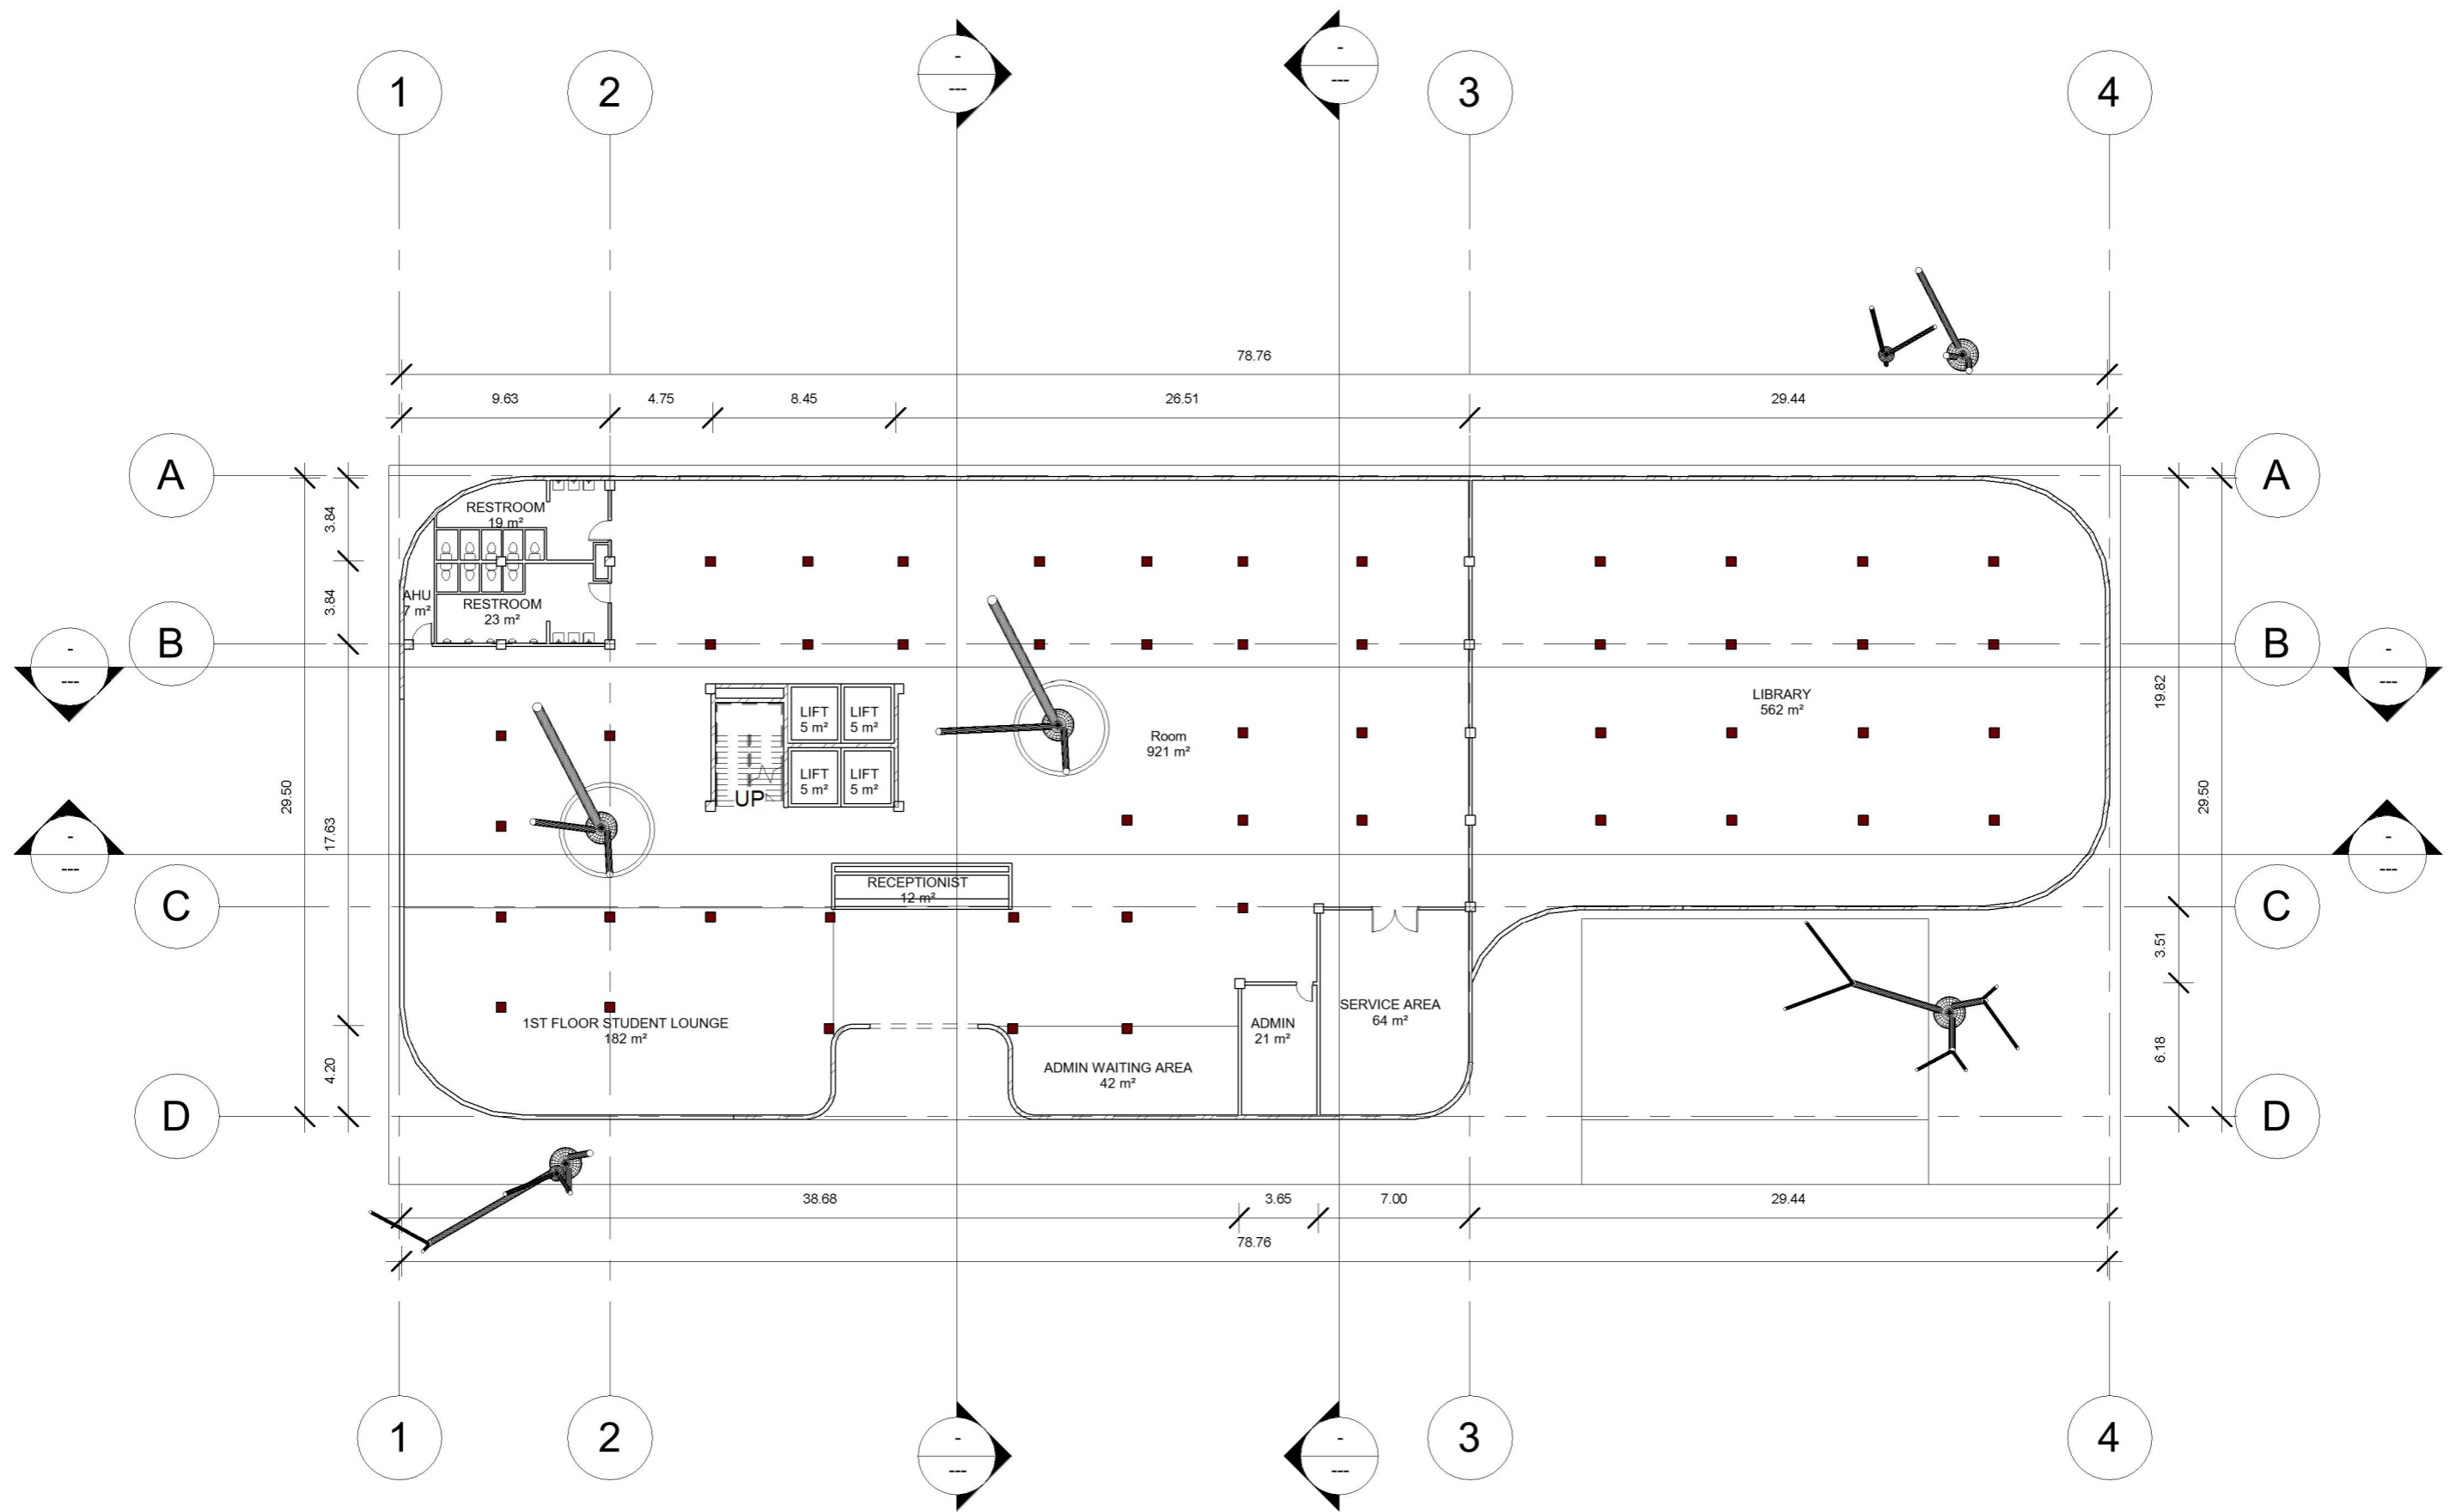 -
---
-
---
1
2
3
4
78.76
9.63
4.75
8.45
26.51
29.44
A
A
3.84
RESTROOM
19 m²
3.84
AHU
7 m²
RESTROOM
23 m²
B
B
-
---
-
---
LIFT
5 m²
LIFT
5 m²
LIFT
5 m²
LIFT
5 m²
UP
Room
921 m²
LIBRARY
562 m²
19.82
29.50
17.63
29.50
-
---
-
---
C
C
RECEPTIONIST
12 m²
3.51
1ST FLOOR STUDENT LOUNGE
182 m²
ADMIN WAITING AREA
42 m²
ADMIN
21 m²
SERVICE AREA
64 m²
4.20
6.18
D
D
38.68
3.65
7.00
29.44
78.76
1
2
3
4
-
---
-
---